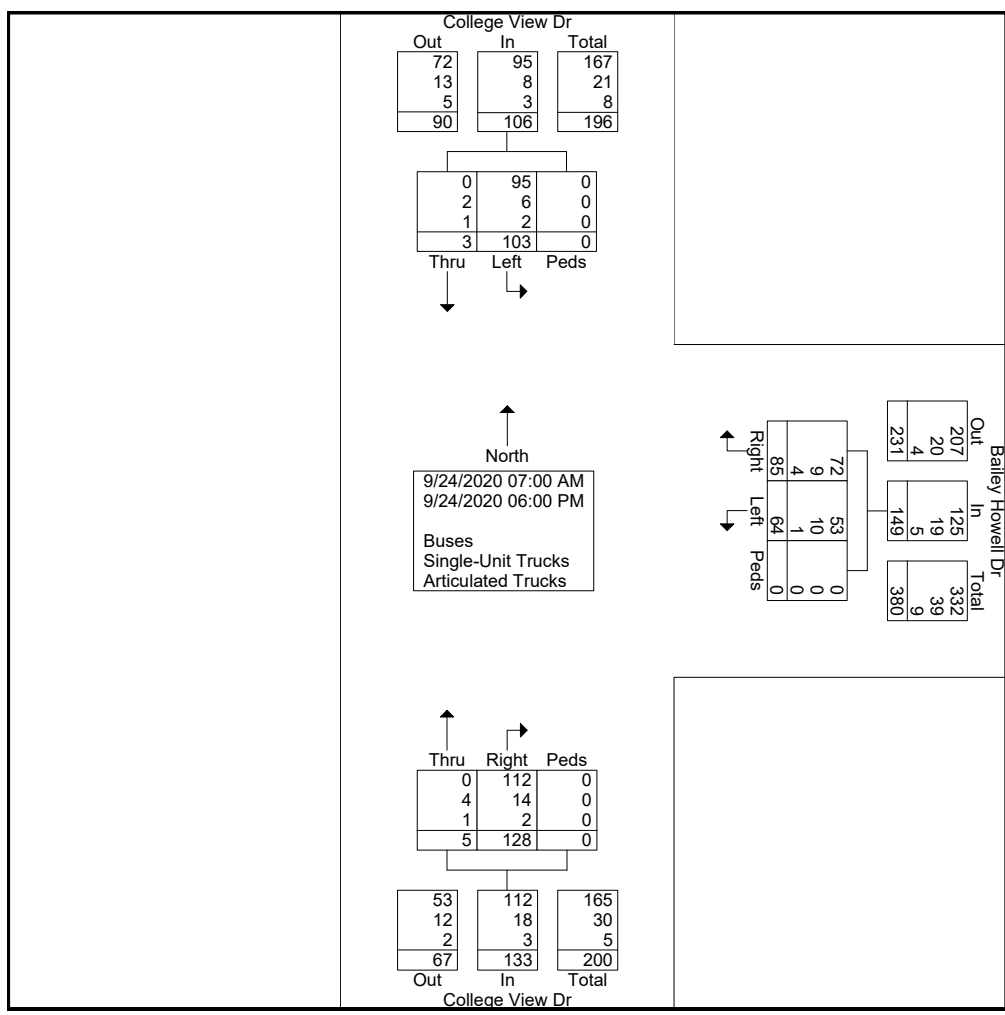 College View Dr
Out In Total
72 95 167
13 8 21
5 3 8
90 106 196
0 95 0
2 6 0
1 2 0
3 103 0
Thru Left Peds
North
9/24/2020 07:00 AM
9/24/2020 06:00 PM
Buses
Single-Unit Trucks
Articulated Trucks
Bailey Howell Dr
Out In Total
207 125 332
20 19 39
4 5 9
231 149 380
72 53 0
9 10 0
4 1 0
85 64 0
Right Left Peds
Thru Right Peds
0 112 0
4 14 0
1 2 0
5 128 0
53 112 165
12 18 30
2 3 5
67 133 200
Out In Total
College View Dr